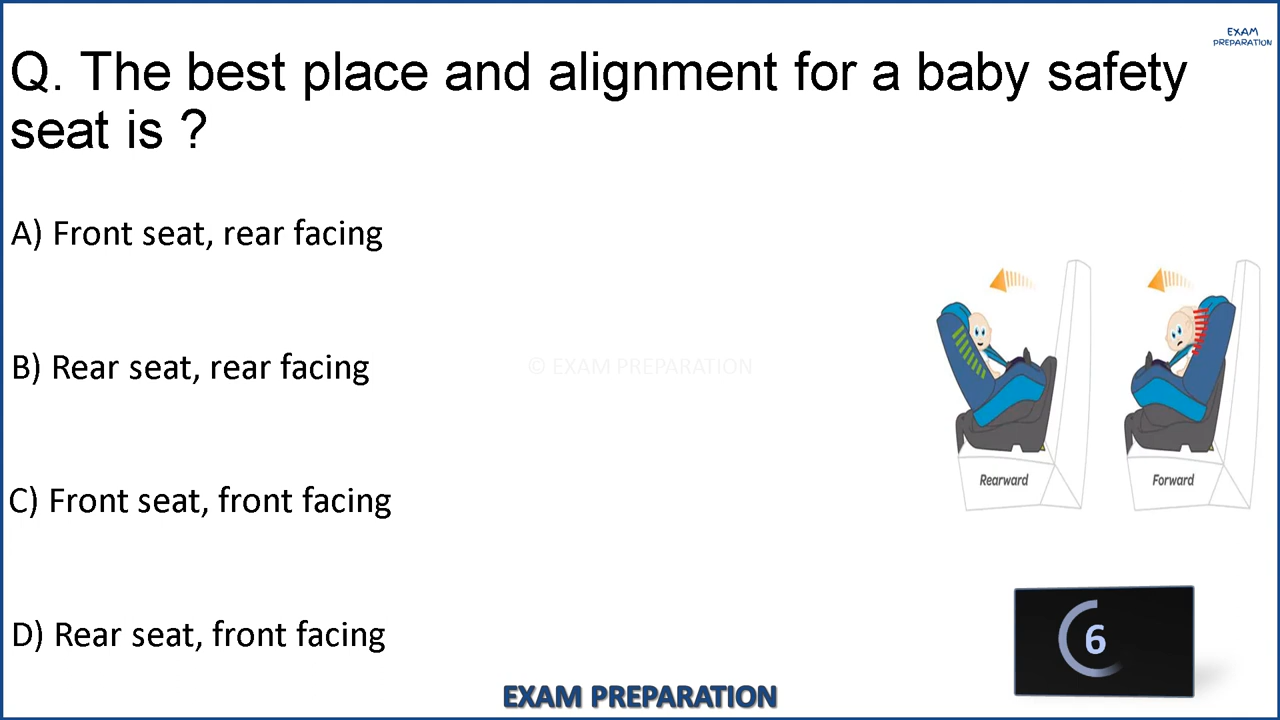 EXAM
PREPARATION
Q. The best place and alignment for a baby safety
seat is ?
A) Front seat, rear facing
B) Rear seat, rear facing
© EXAM PREPARATION
C) Front seat, front facing
D) Rear seat, front facing
Rearward
Forward
6
EXAM PREPARATION